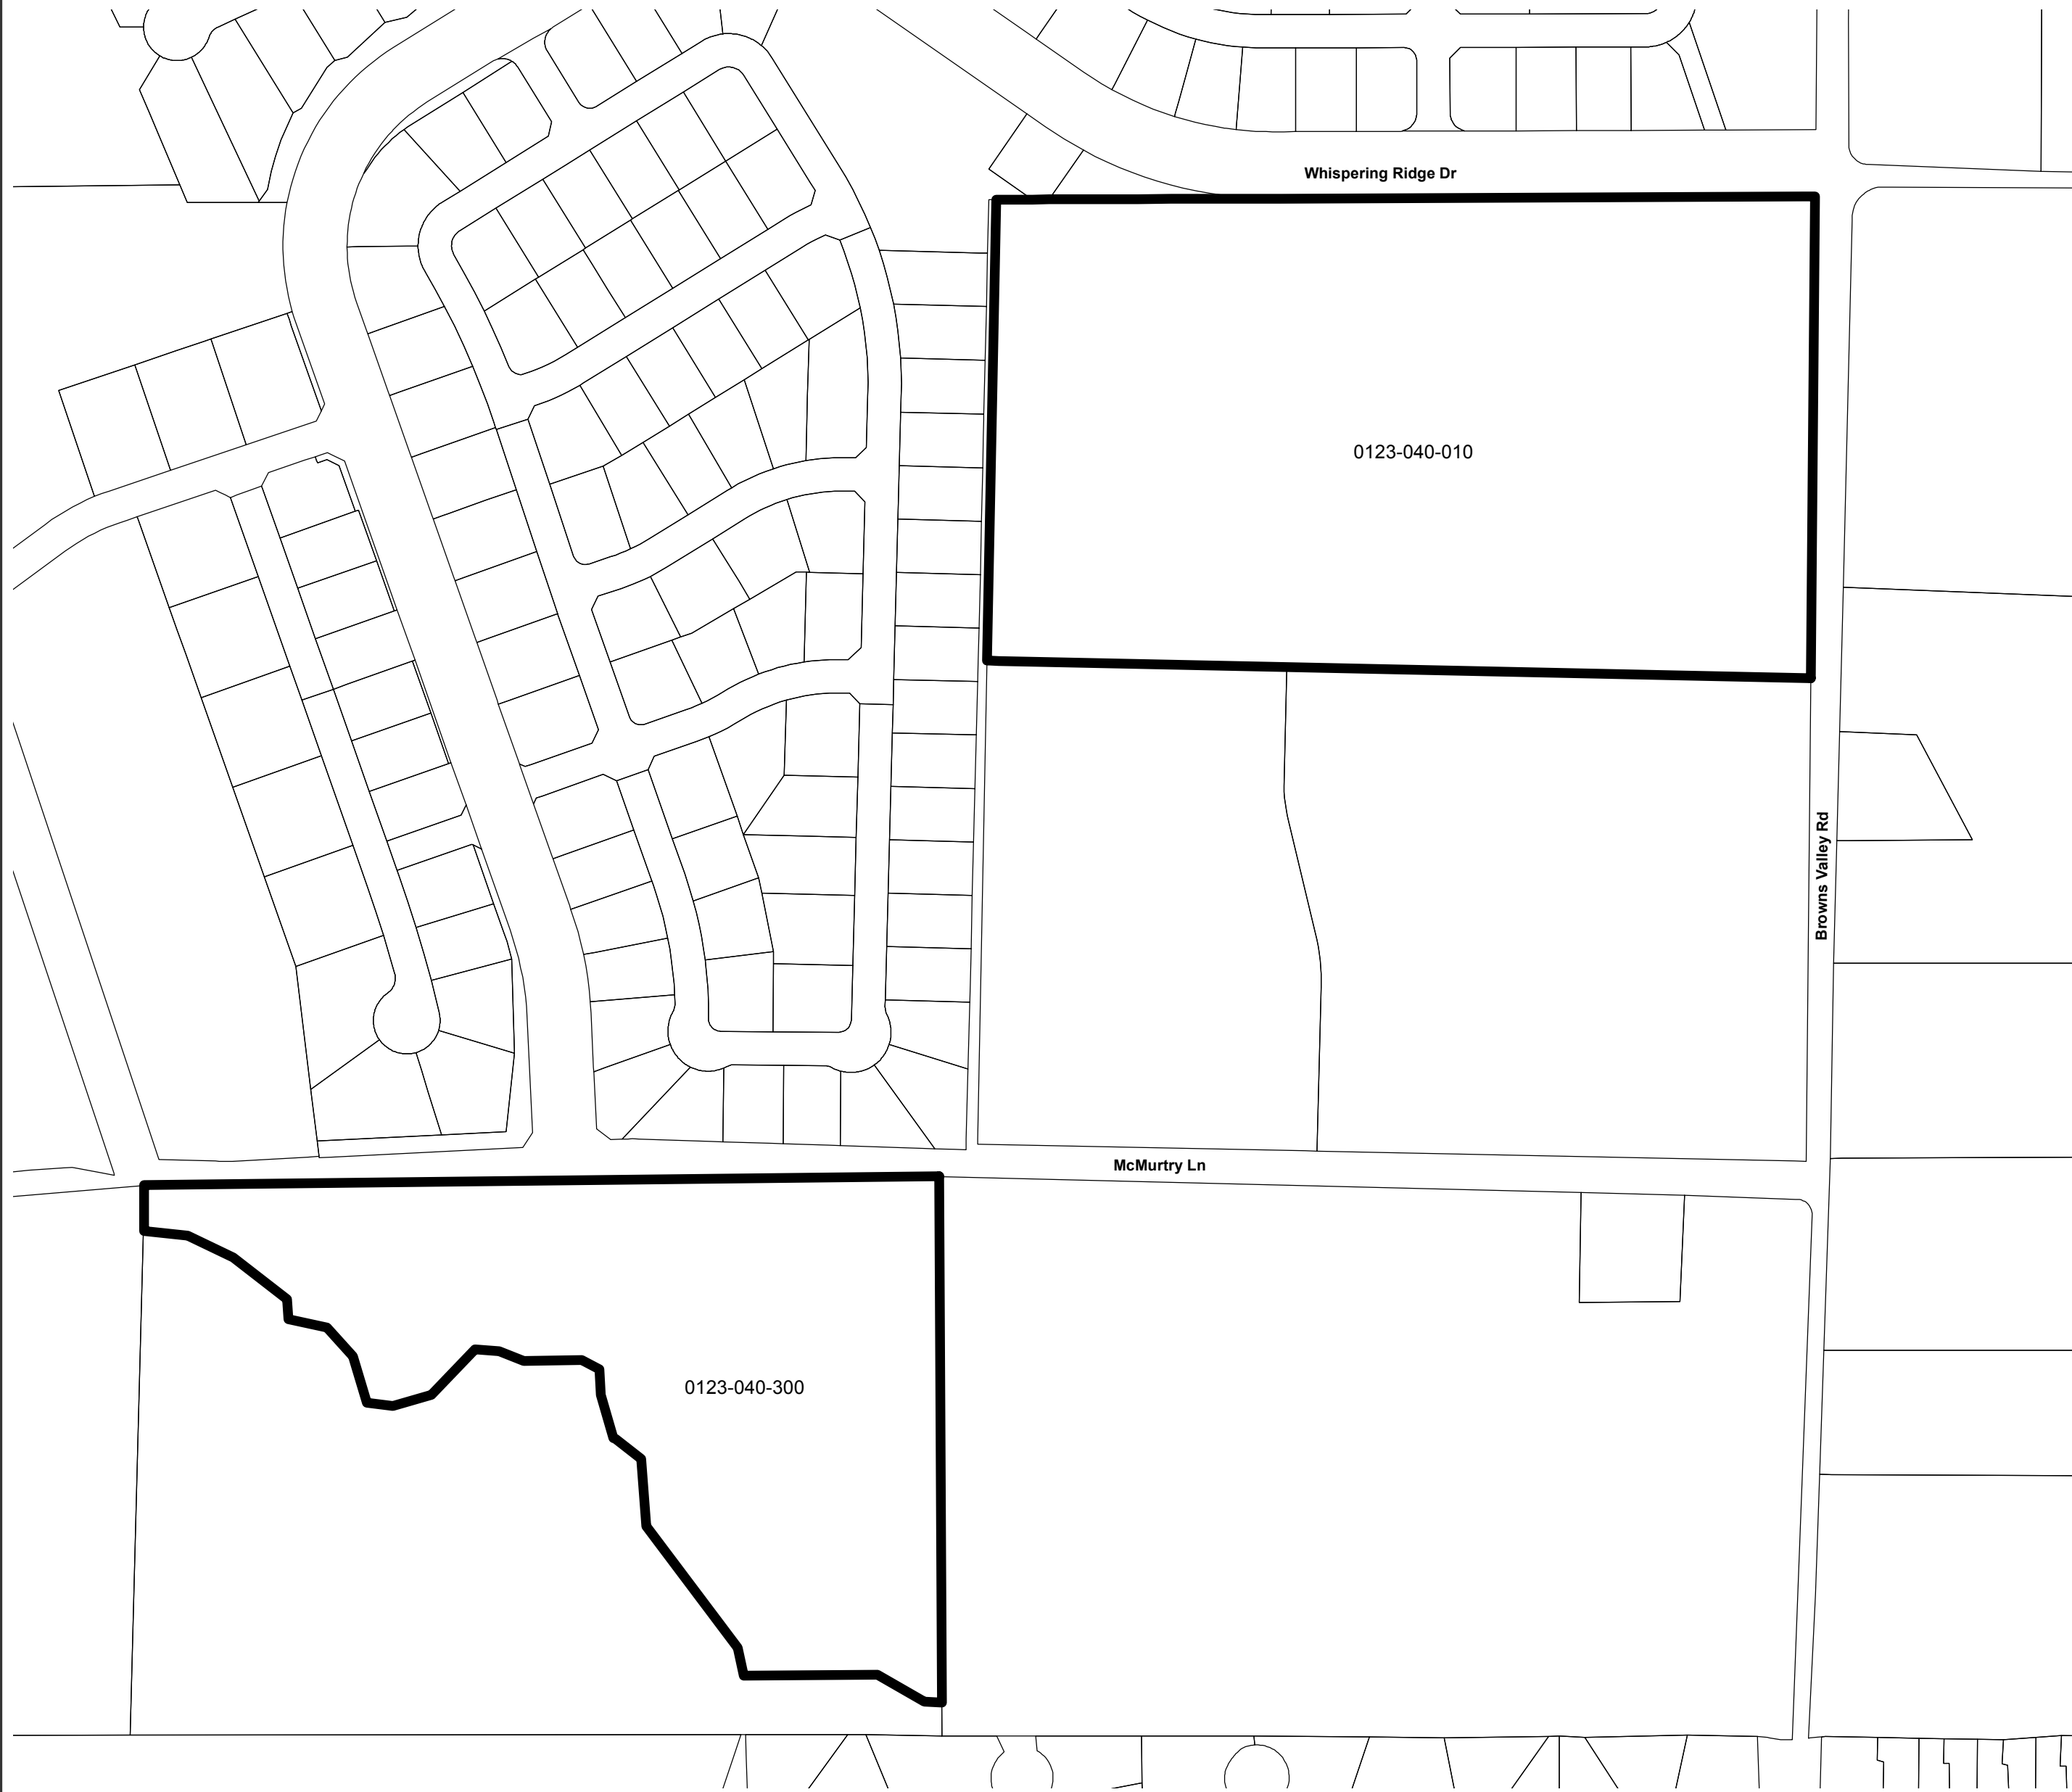 Whispering Ridge Dr
0123-040-010
Browns Valley Rd
McMurtry Ln
0123-040-300